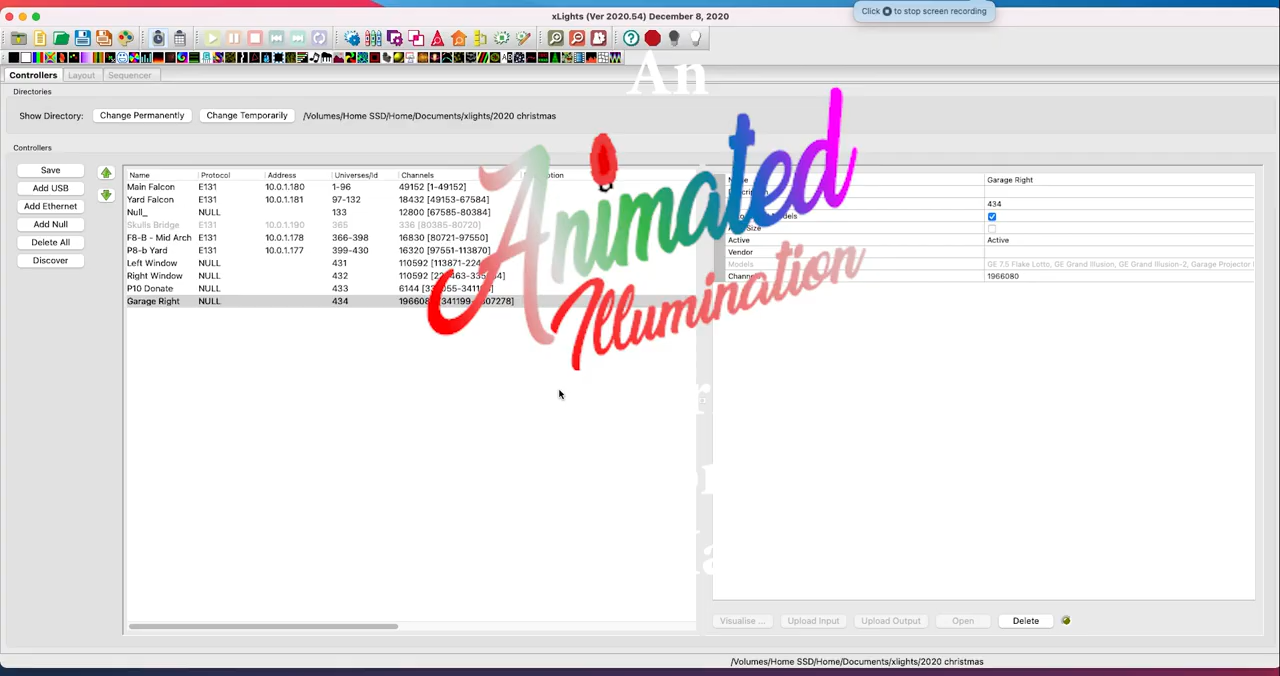 xLights (Ver 2020.54) December 8, 2020
Click to stop screen recording
An
Controllers Layout Sequencer
Directories
Show Directory: Change Permanently Change Temporarily /Volumes/Home SSD/Home/Documents/xlights/2020 christmas
Controllers
Save
Add USB
Add Ethernet
Add Null
Delete All
Discover
Name Protocol Address Universes/Id Channels
Main Falcon E131 10.0.1.180 1-96 49152 [1-49152]
Yard Falcon E131 10.0.1.181 97-132 18432 [49153-67584]
Null_ NULL 133 12800 [67585-80384]
Skulls Bridge E131 10.0.1.190 365 336 [80385-80720]
F8-B - Mid Arch E131 10.0.1.178 366-398 16830 [80721-97550]
P8-b Yard E131 10.0.1.177 399-430 16320 [97551-113870]
Left Window NULL 431 110592
Right Window NULL 432 110592
P10 Donate NULL 433 6144
Garage Right NULL 434
Animated
Illumination
Garage Right
434
Active Active
Vendor
Models GE 7.5 Flake Lotto, GE Grand Illusion, GE Grand Illusion-2, Garage Projector
1966080
Visualise ... Upload Input Upload Output Open Delete
/Volumes/Home SSD/Home/Documents/xlights/2020 christmas